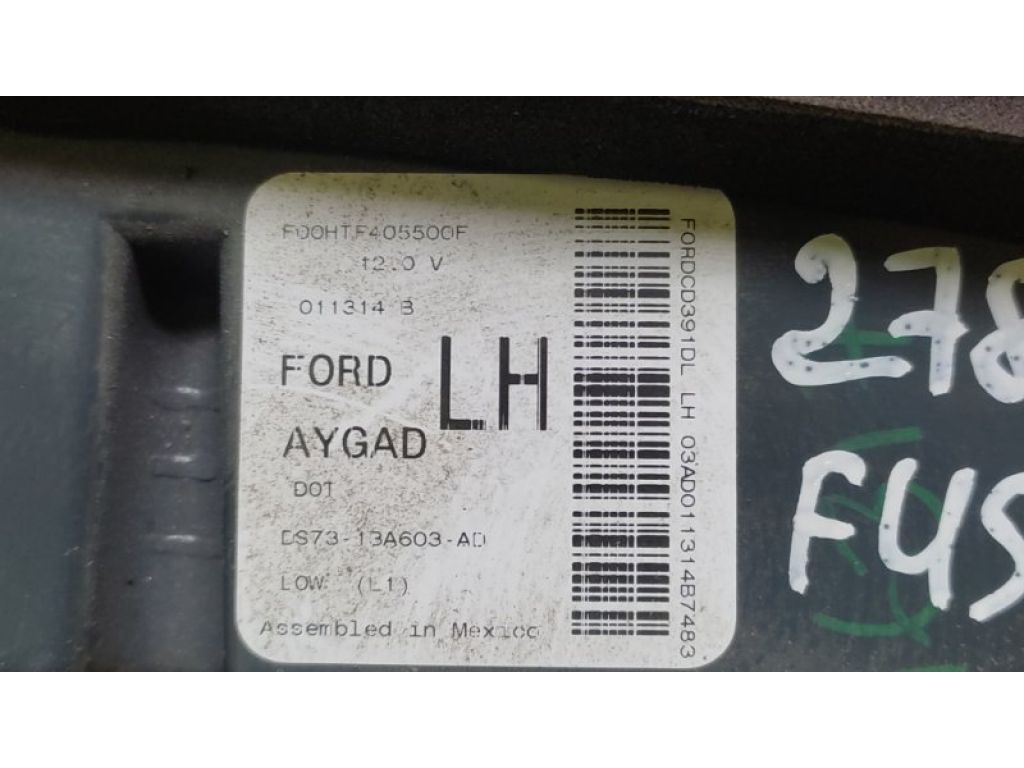 F00HTF405500F
12.0 V
011314 B
FORD LH
AYGAD
DOT
DS73-13A603-AD
LOW (L1)
Assembled in Mexico
FORDCD391DL LH 03AD011314B7483
278
FUS